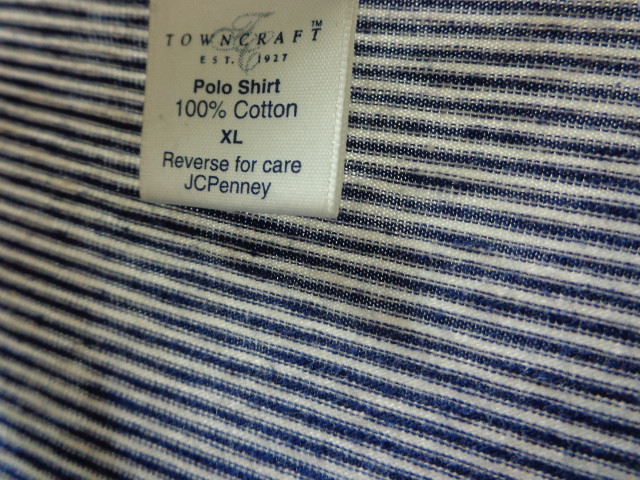 TOWNCRAFT™
EST. 1927
Polo Shirt
100% Cotton
XL
Reverse for care
JCPenney